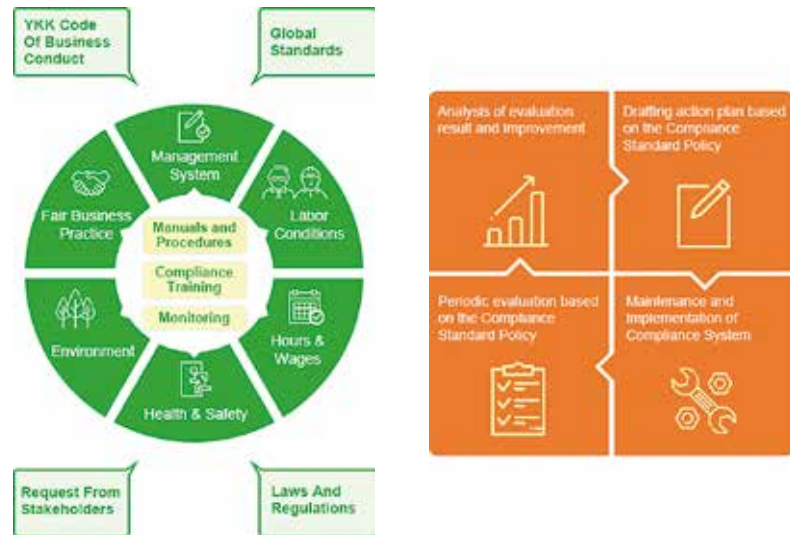 YKK Code
Of Business
Conduct
Global
Standards
Management
System
Fair Business
Practice
Labor
Conditions
Manuals and
Procedures
Compliance
Training
Monitoring
Environment
Hours &
Wages
Health & Safety
Request From
Stakeholders
Laws And
Regulations
Analysis of evaluation
result and Improvement
Drafting action plan based
on the Compliance
Standard Policy
Periodic evaluation based
on the Compliance
Standard Policy
Maintenance and
Implementation of
Compliance System